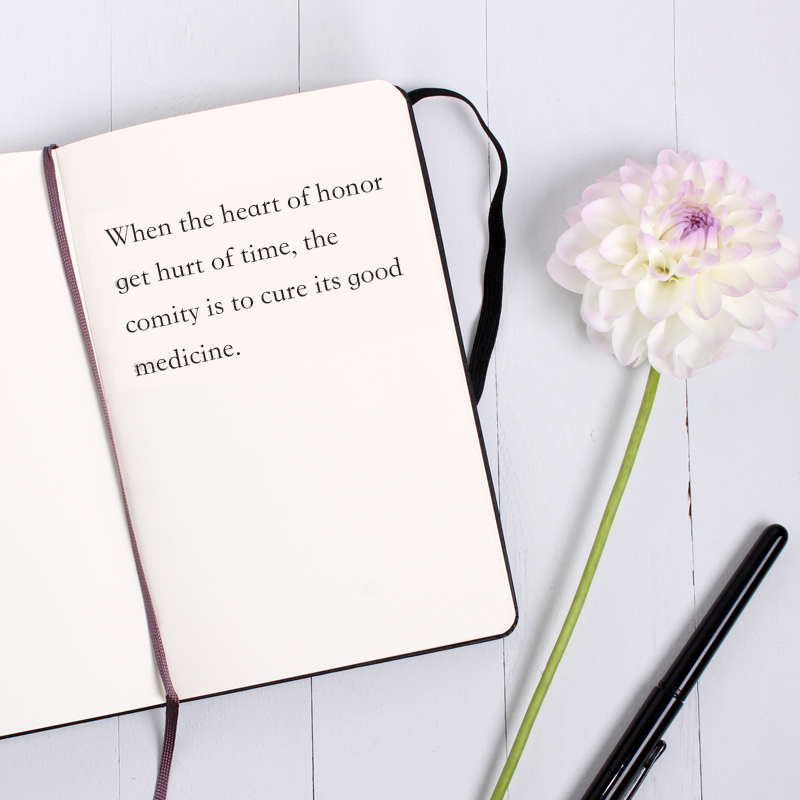 When the heart of honor
get hurt of time, the
comity is to cure its good
medicine.